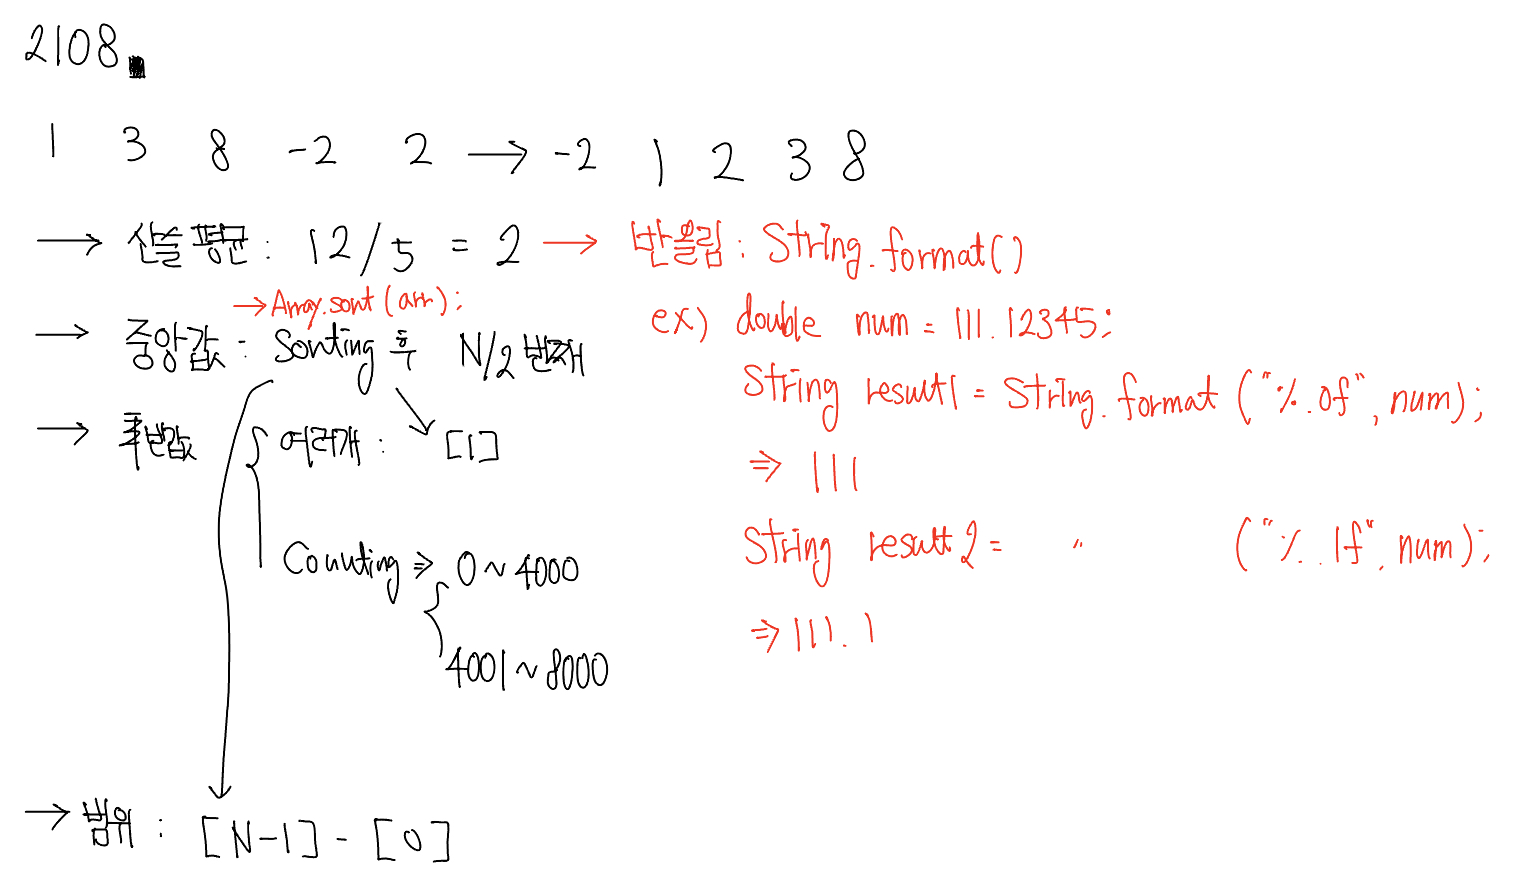 2108.
1 3 8 -2 2 → -2 1 2 3 8
→ 산술 평균 : 12/5 = 2 → 반올림 : String.format()
→ Array.sort(arr);
→ 중앙값 : Sorting 후 N/2 번째
ex) double num = 111.12345;
String result1 = String.format("%.0f", num);
→ 최빈값 { 여러개 : [1]
⇒ 111
String result2 = 〃 ("%.1f", num);
Counting ⇒ { 0 ~ 4000
⇒ 111.1
4001 ~ 8000
→ 범위 : [N-1] - [0]